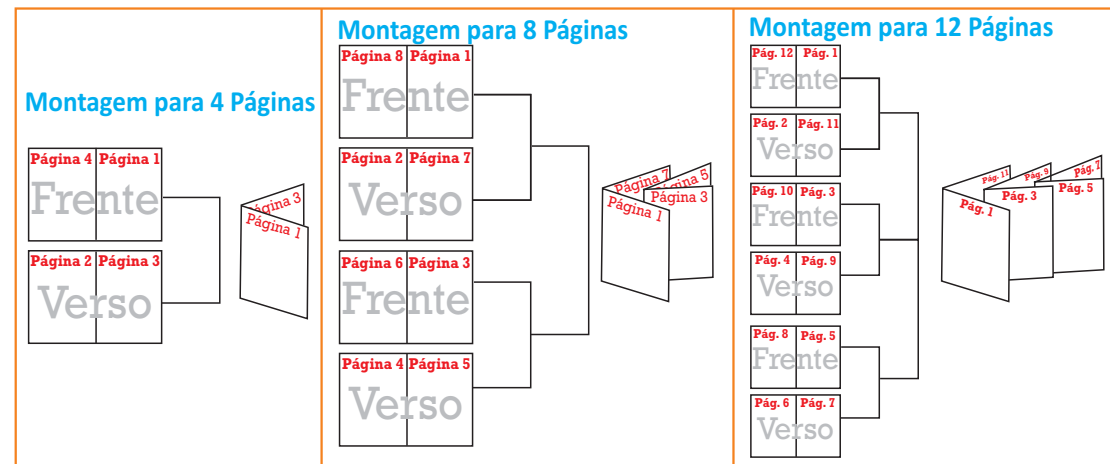 Montagem para 4 Páginas
Página 4 Página 1
Frente
Página 2 Página 3
Verso
Página 3
Página 1
Montagem para 8 Páginas
Página 8 Página 1
Frente
Página 2 Página 7
Verso
Página 6 Página 3
Frente
Página 4 Página 5
Verso
Página 7
Página 5
Página 1
Página 3
Montagem para 12 Páginas
Pág. 12 Pág. 1
Frente
Pág. 2 Pág. 11
Verso
Pág. 10 Pág. 3
Frente
Pág. 4 Pág. 9
Verso
Pág. 8 Pág. 5
Frente
Pág. 6 Pág. 7
Verso
Pág. 11
Pág. 9
Pág. 7
Pág. 1
Pág. 3
Pág. 5